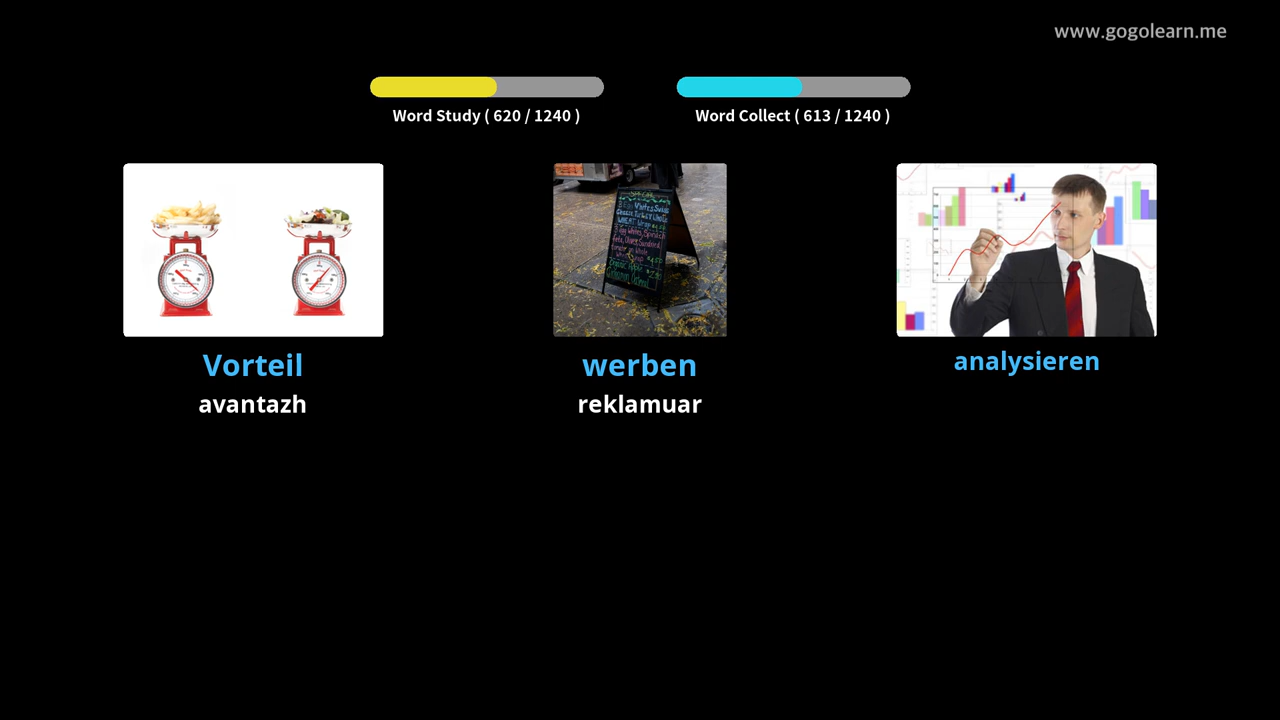 www.gogolearn.me
Word Study ( 620 / 1240 )
Word Collect ( 613 / 1240 )
Vorteil
avantazh
werben
reklamuar
analysieren